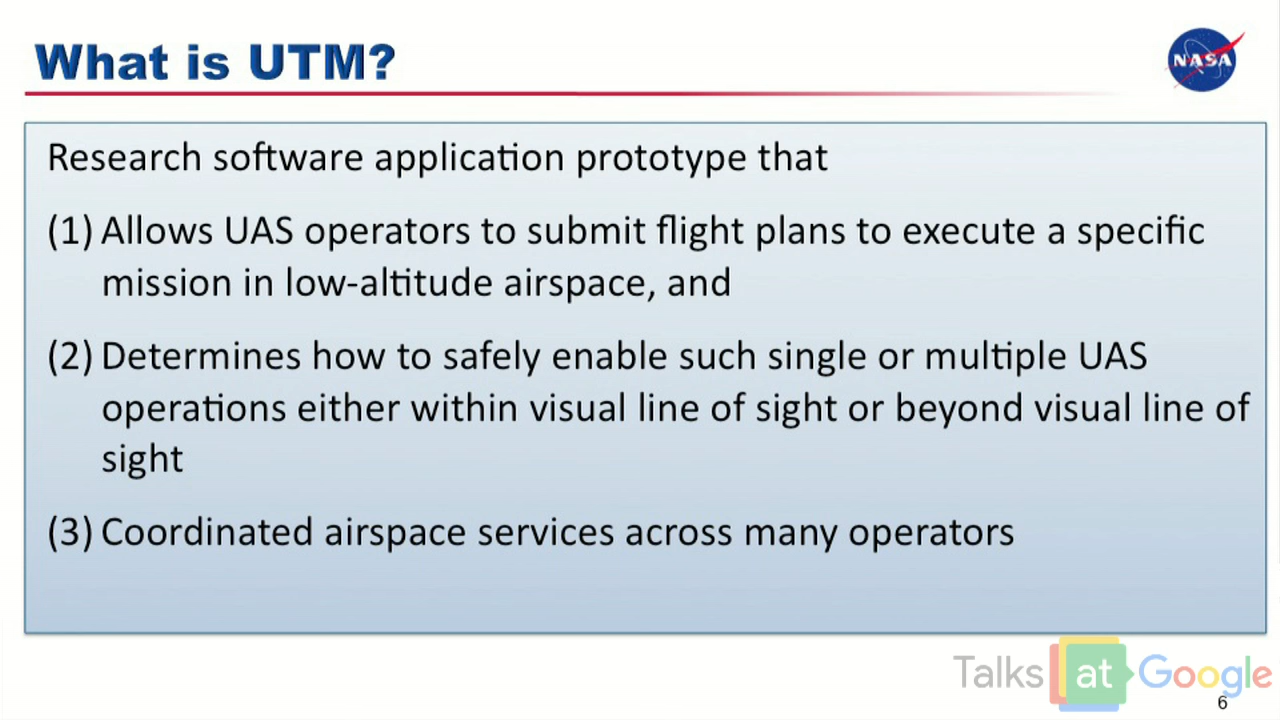 What is UTM?
NASA
Research software application prototype that
(1) Allows UAS operators to submit flight plans to execute a specific
mission in low-altitude airspace, and
(2) Determines how to safely enable such single or multiple UAS
operations either within visual line of sight or beyond visual line of
sight
(3) Coordinated airspace services across many operators
Talks at Google
6